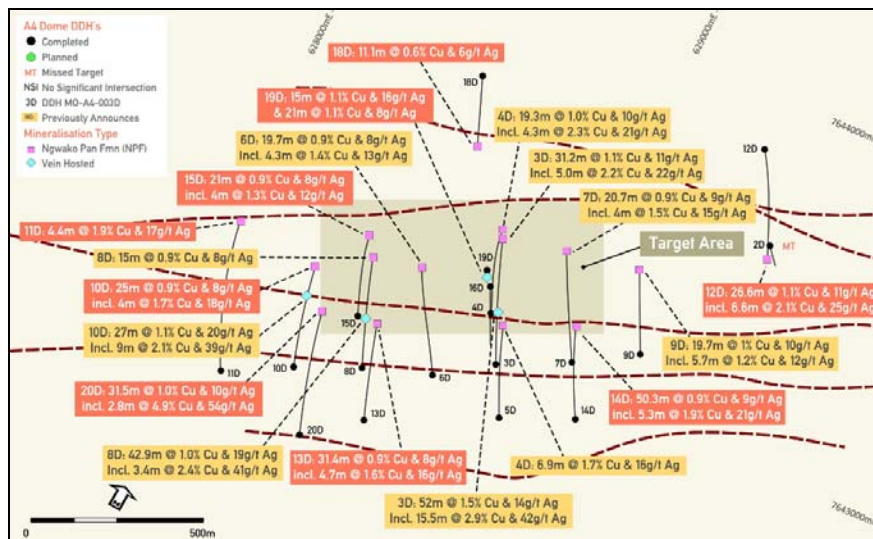 A4 Dome DDH's
Completed
Planned
MT Missed Target
NSI No Significant Intersection
3D DDH MO-A4-003D
Previously Announces
Mineralisation Type
Ngwako Pan Fmn (NPF)
Vein Hosted
628000mE
629000mE
7644000mN
7643000mN
18D: 11.1m @ 0.6% Cu & 6g/t Ag
18D
19D: 15m @ 1.1% Cu & 16g/t Ag
& 21m @ 1.1% Cu & 8g/t Ag
4D: 19.3m @ 1.0% Cu & 10g/t Ag
Incl. 4.3m @ 2.3% Cu & 21g/t Ag
6D: 19.7m @ 0.9% Cu & 8g/t Ag
Incl. 4.3m @ 1.4% Cu & 13g/t Ag
3D: 31.2m @ 1.1% Cu & 11g/t Ag
Incl. 5.0m @ 2.2% Cu & 22g/t Ag
12D
15D: 21m @ 0.9% Cu & 8g/t Ag
incl. 4m @ 1.3% Cu & 12g/t Ag
7D: 20.7m @ 0.9% Cu & 9g/t Ag
Incl. 4m @ 1.5% Cu & 15g/t Ag
11D: 4.4m @ 1.9% Cu & 17g/t Ag
8D: 15m @ 0.9% Cu & 8g/t Ag
Target Area
2D
MT
10D: 25m @ 0.9% Cu & 8g/t Ag
incl. 4m @ 1.7% Cu & 18g/t Ag
19D
16D
4D
12D: 26.6m @ 1.1% Cu & 11g/t Ag
incl. 6.6m @ 2.1% Cu & 25g/t Ag
10D: 27m @ 1.1% Cu & 20g/t Ag
Incl. 9m @ 2.1% Cu & 39g/t Ag
15D
9D: 19.7m @ 1% Cu & 10g/t Ag
Incl. 5.7m @ 1.2% Cu & 12g/t Ag
11D
10D
8D
6D
3D
7D
9D
20D: 31.5m @ 1.0% Cu & 10g/t Ag
incl. 2.8m @ 4.9% Cu & 54g/t Ag
14D: 50.3m @ 0.9% Cu & 9g/t Ag
incl. 5.3m @ 1.9% Cu & 21g/t Ag
20D
13D
5D
14D
8D: 42.9m @ 1.0% Cu & 19g/t Ag
Incl. 3.4m @ 2.4% Cu & 41g/t Ag
13D: 31.4m @ 0.9% Cu & 8g/t Ag
incl. 4.7m @ 1.6% Cu & 16g/t Ag
4D: 6.9m @ 1.7% Cu & 16g/t Ag
3D: 52m @ 1.5% Cu & 14g/t Ag
Incl. 15.5m @ 2.9% Cu & 42g/t Ag
0
500m